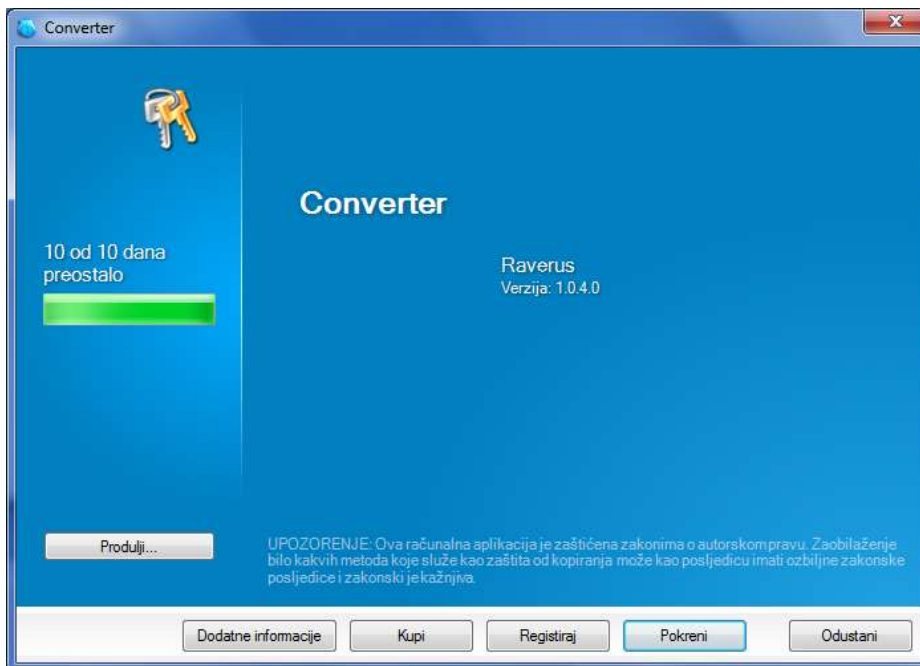 Converter
Converter
10 od 10 dana
preostalo
Raverus
Verzija: 1.0.4.0
Produlji...
UPOZORENJE: Ova računalna aplikacija je zaštićena zakonima o autorskom pravu. Zaobilaženje
bilo kakvih metoda koje služe kao zaštita od kopiranja može kao posljedicu imati ozbiljne zakonske
posljedice i zakonski je kažnjiva.
Dodatne informacije
Kupi
Registiraj
Pokreni
Odustani